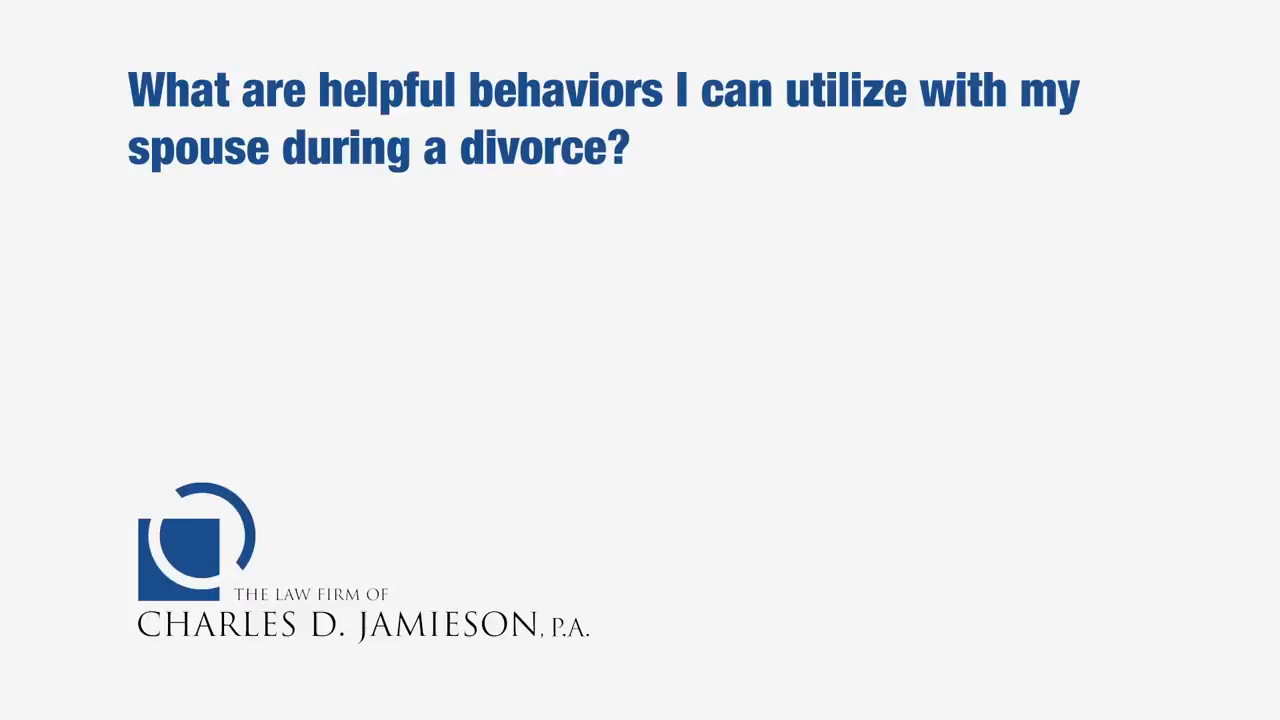 What are helpful behaviors I can utilize with my
spouse during a divorce?
THE LAW FIRM OF
CHARLES D. JAMIESON, P.A.